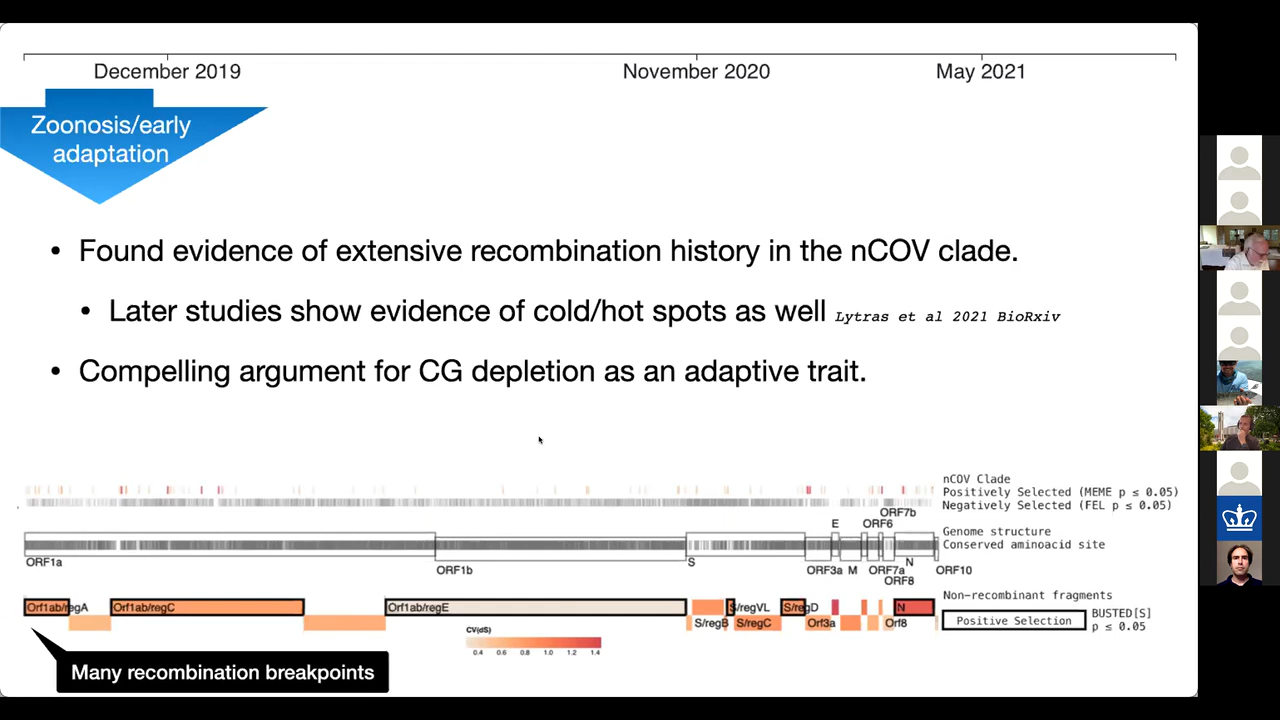 December 2019
November 2020
May 2021
Zoonosis/early
adaptation
• Found evidence of extensive recombination history in the nCOV clade.
• Later studies show evidence of cold/hot spots as well Lytras et al 2021 BioRxiv
• Compelling argument for CG depletion as an adaptive trait.
nCOV Clade
Positively Selected (MEME p ≤ 0.05)
Negatively Selected (FEL p ≤ 0.05)
ORF7b
E
ORF6
Genome structure
Conserved aminoacid site
ORF1a
ORF1b
S
ORF3a
M
ORF7a
N
ORF8
ORF10
Non-recombinant fragments
Orf1ab/regA
Orf1ab/regC
Orf1ab/regE
S/regVL
S/regD
N
S/regB
S/regC
Orf3a
Orf8
Positive Selection
BUSTED[S]
p ≤ 0.05
CV(dS)
0.4 0.6 0.8 1.0 1.2 1.4
Many recombination breakpoints